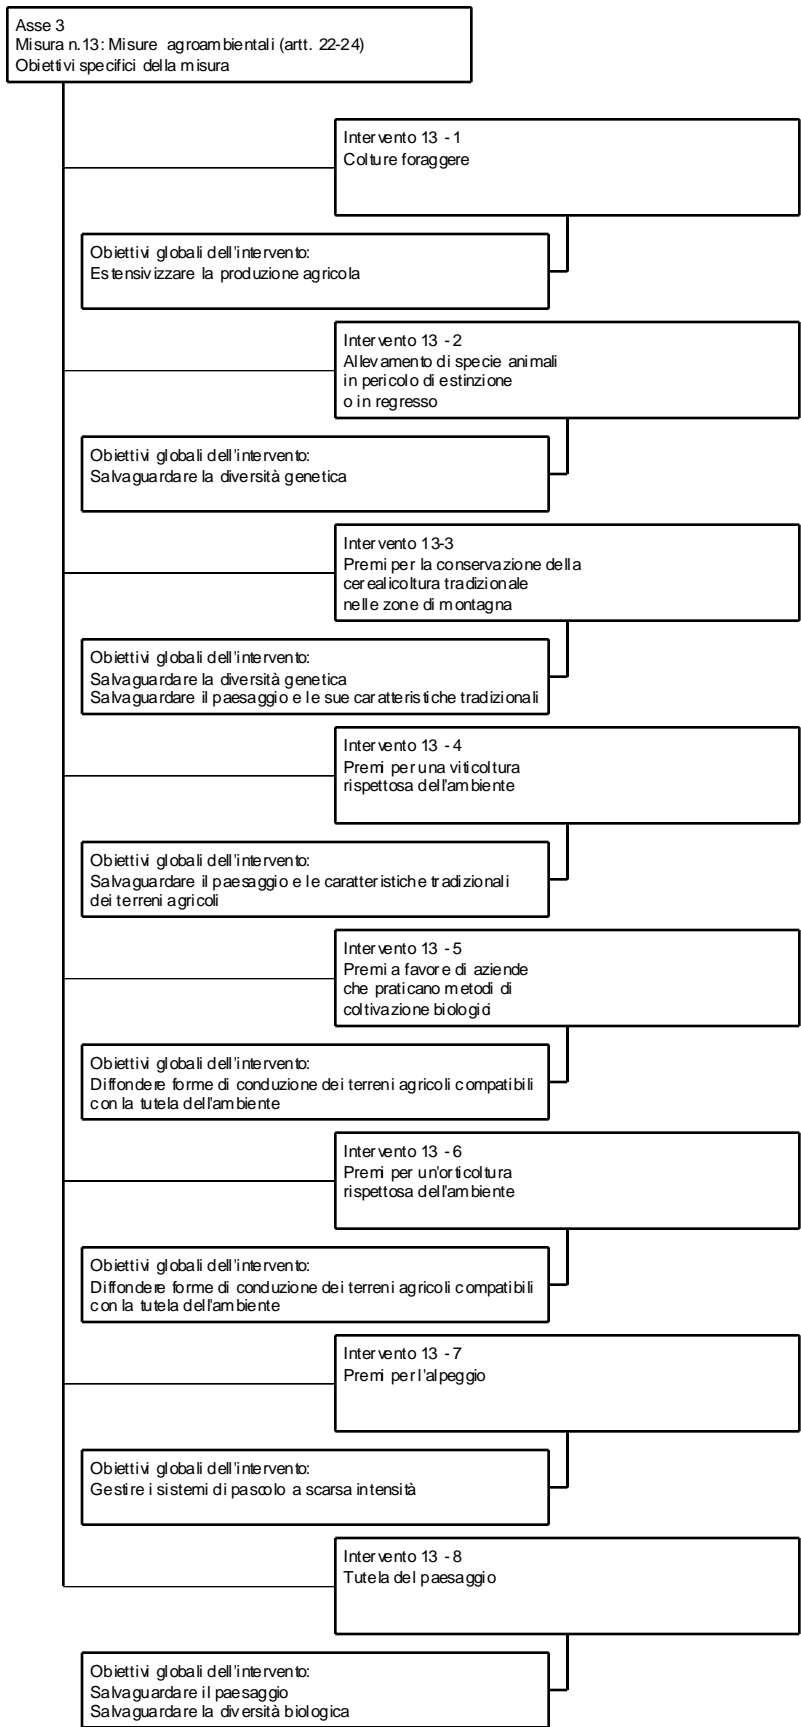 Asse 3
Misura n.13: Misure agroambientali (artt. 22-24)
Obiettivi specifici della misura
Intervento 13 - 1
Colture foraggere
Obiettivi globali dell'intervento:
Estensivizzare la produzione agricola
Intervento 13 - 2
Allevamento di specie animali
in pericolo di estinzione
o in regresso
Obiettivi globali dell'intervento:
Salvaguardare la diversità genetica
Intervento 13-3
Premi per la conservazione della
cerealicoltura tradizionale
nelle zone di montagna
Obiettivi globali dell'intervento:
Salvaguardare la diversità genetica
Salvaguardare il paesaggio e le sue caratteristiche tradizionali
Intervento 13 - 4
Premi per una viticoltura
rispettosa dell'ambiente
Obiettivi globali dell'intervento:
Salvaguardare il paesaggio e le caratteristiche tradizionali
dei terreni agricoli
Intervento 13 - 5
Premi a favore di aziende
che praticano metodi di
coltivazione biologici
Obiettivi globali dell'intervento:
Diffondere forme di conduzione dei terreni agricoli compatibili
con la tutela dell'ambiente
Intervento 13 - 6
Premi per un'orticoltura
rispettosa dell'ambiente
Obiettivi globali dell'intervento:
Diffondere forme di conduzione dei terreni agricoli compatibili
con la tutela dell'ambiente
Intervento 13 - 7
Premi per l'alpeggio
Obiettivi globali dell'intervento:
Gestire i sistemi di pascolo a scarsa intensità
Intervento 13 - 8
Tutela del paesaggio
Obiettivi globali dell'intervento:
Salvaguardare il paesaggio
Salvaguardare la diversità biologica